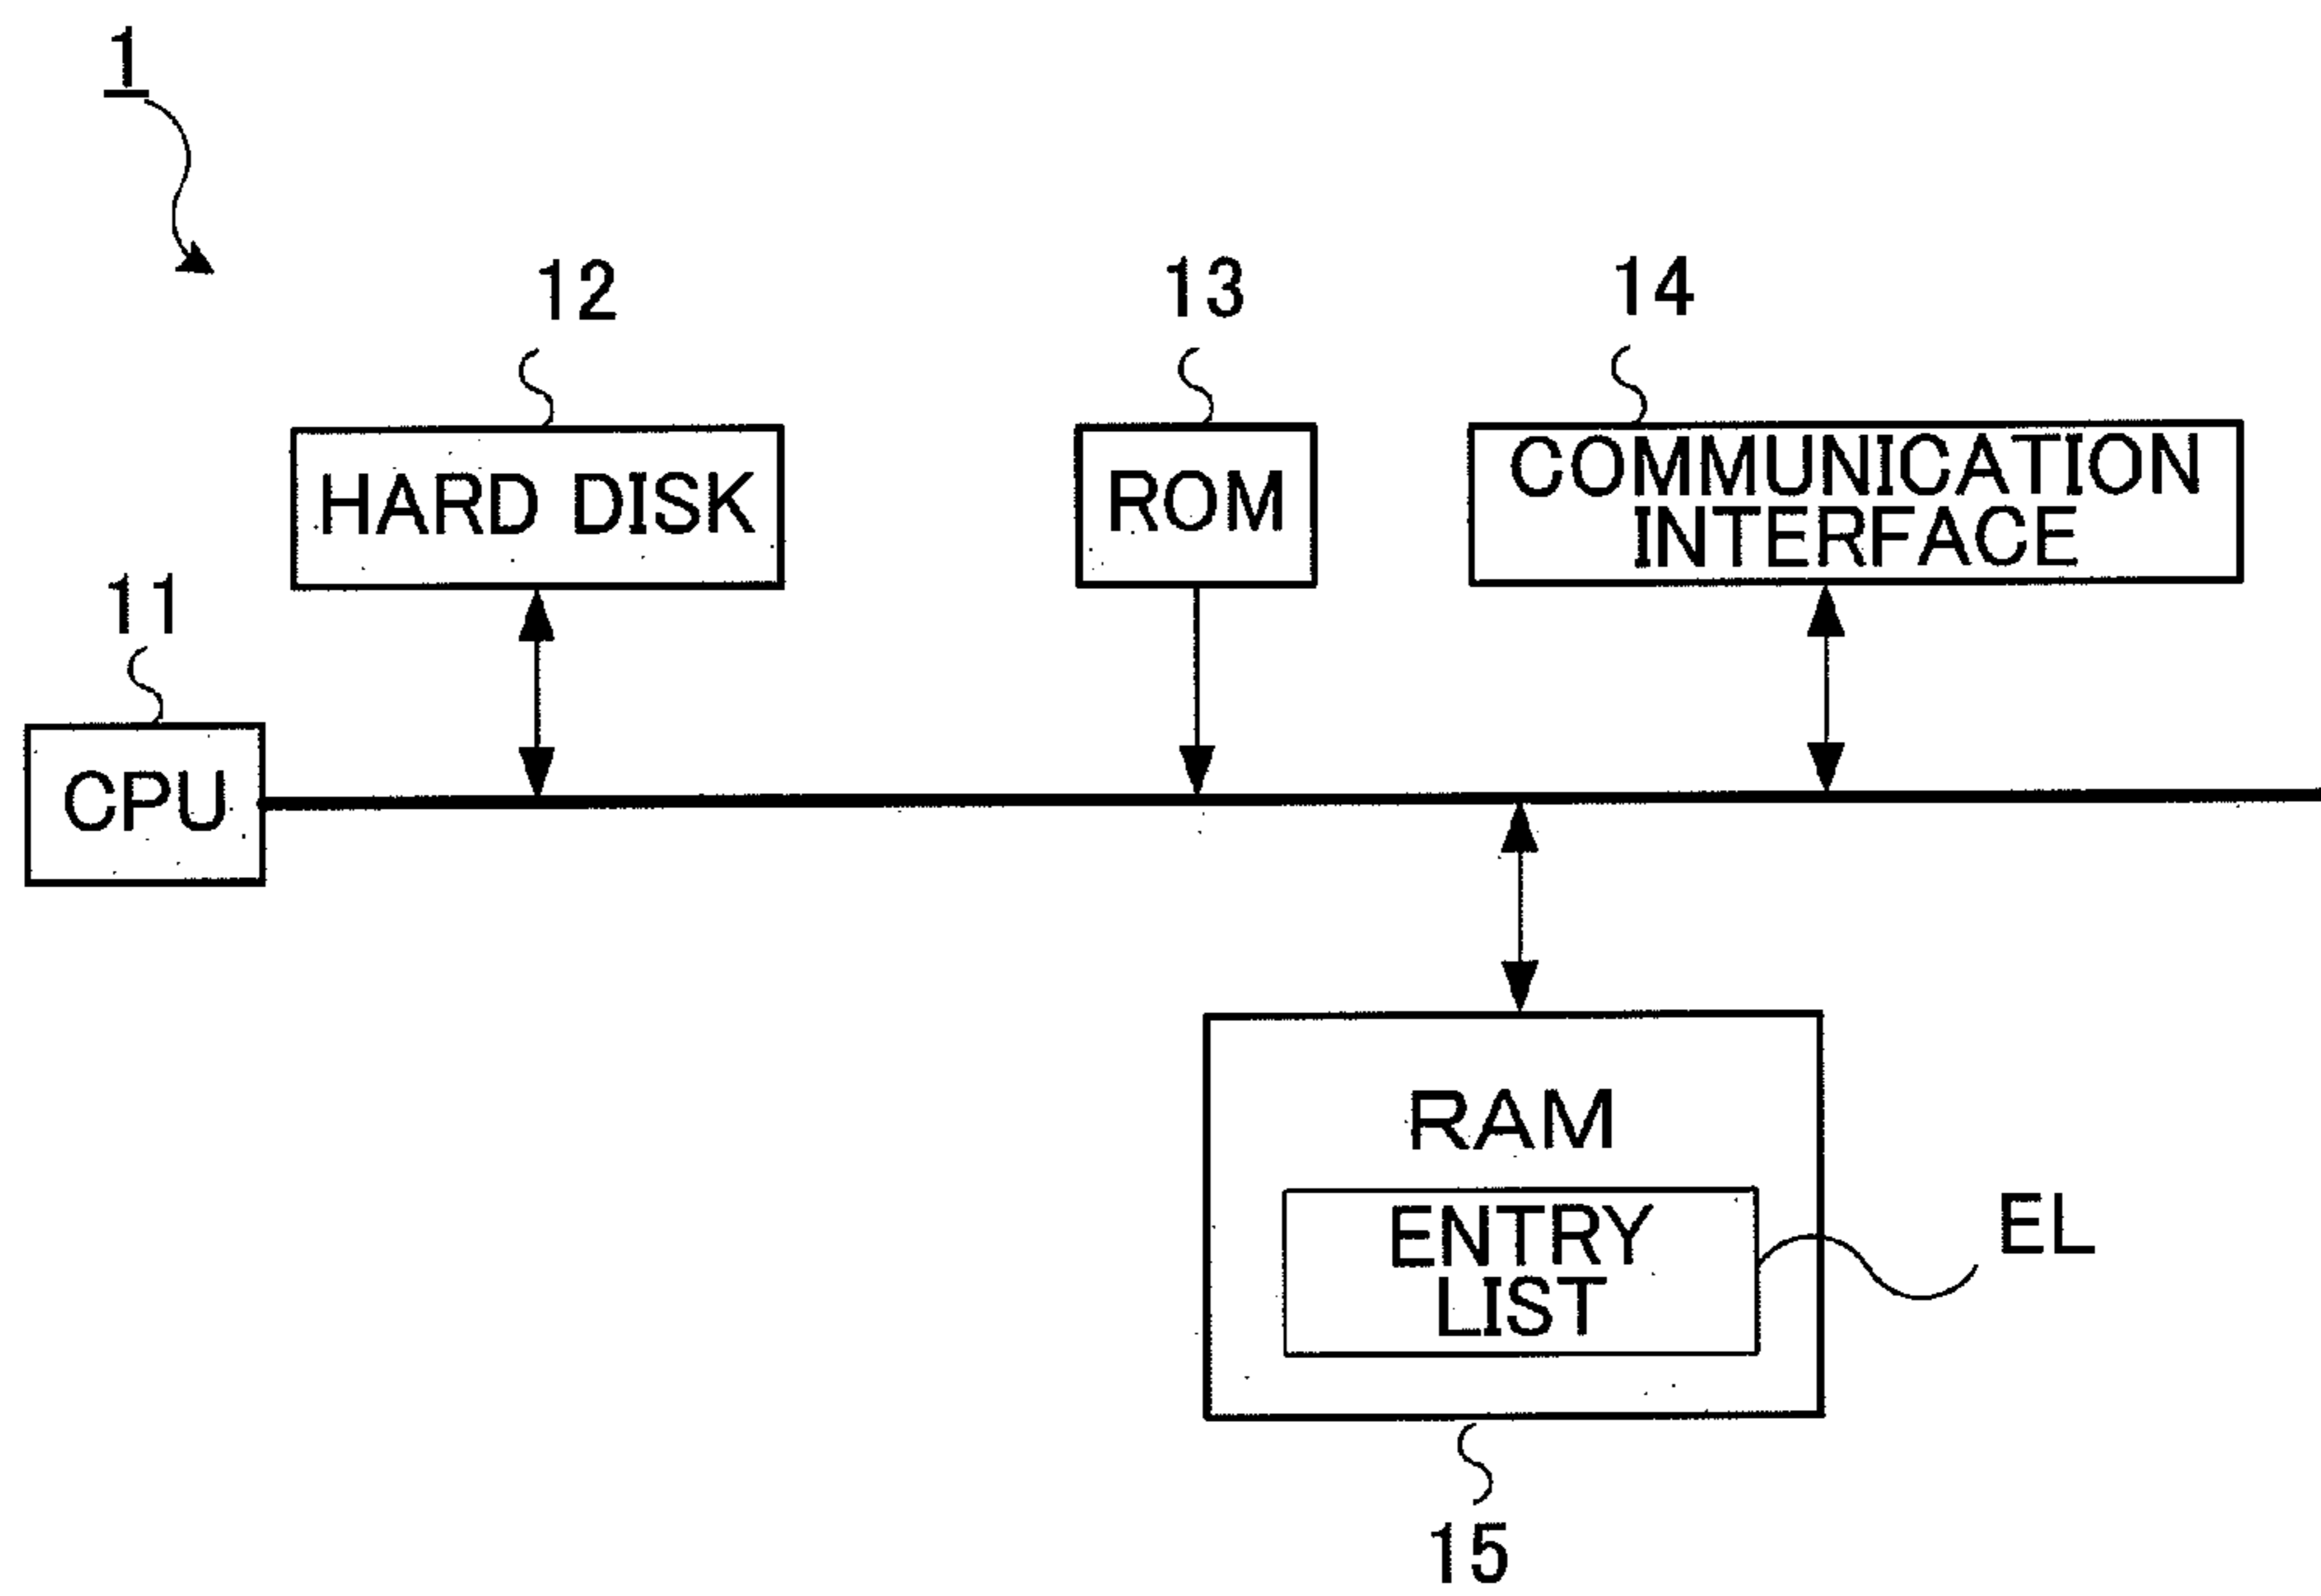 1
12
13
14
HARD DISK
ROM
COMMUNICATION
INTERFACE
11
CPU
RAM
ENTRY
LIST
EL
15